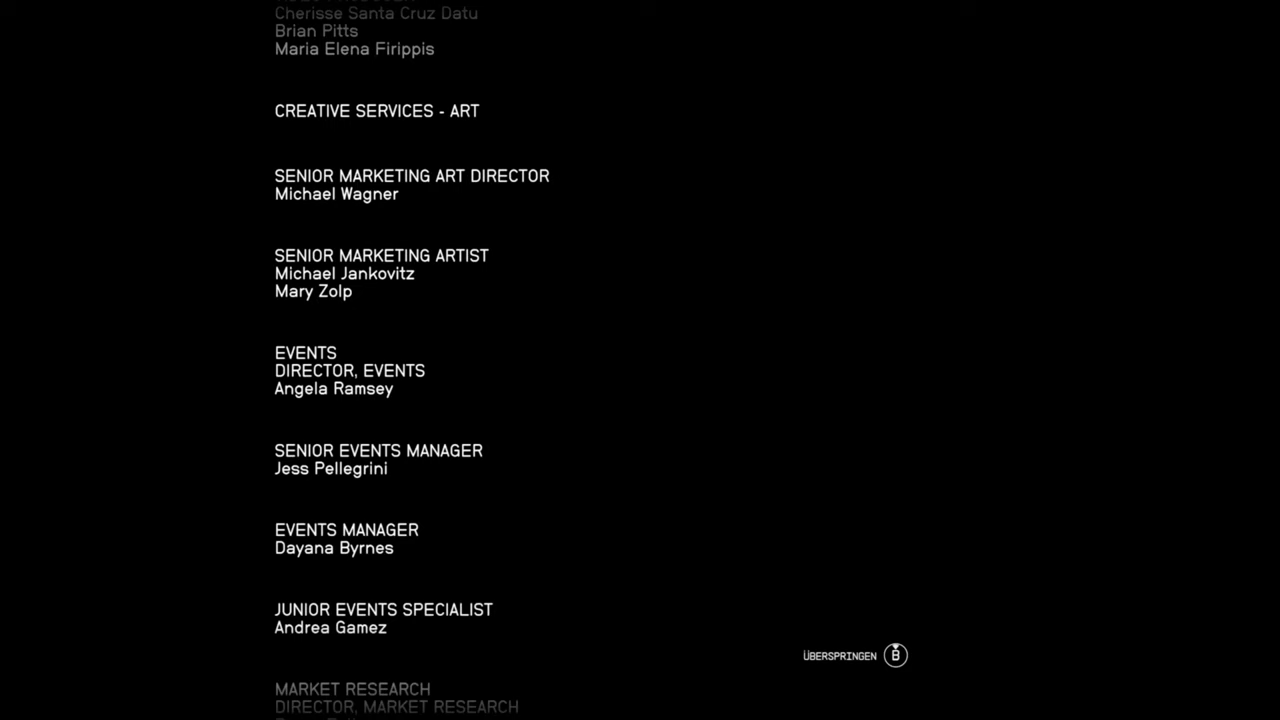 Cherisse Santa Cruz Datu
Brian Pitts
Maria Elena Firippis
CREATIVE SERVICES - ART
SENIOR MARKETING ART DIRECTOR
Michael Wagner
SENIOR MARKETING ARTIST
Michael Jankovitz
Mary Zolp
EVENTS
DIRECTOR, EVENTS
Angela Ramsey
SENIOR EVENTS MANAGER
Jess Pellegrini
EVENTS MANAGER
Dayana Byrnes
JUNIOR EVENTS SPECIALIST
Andrea Gamez
ÜBERSPRINGEN B
MARKET RESEARCH
DIRECTOR, MARKET RESEARCH